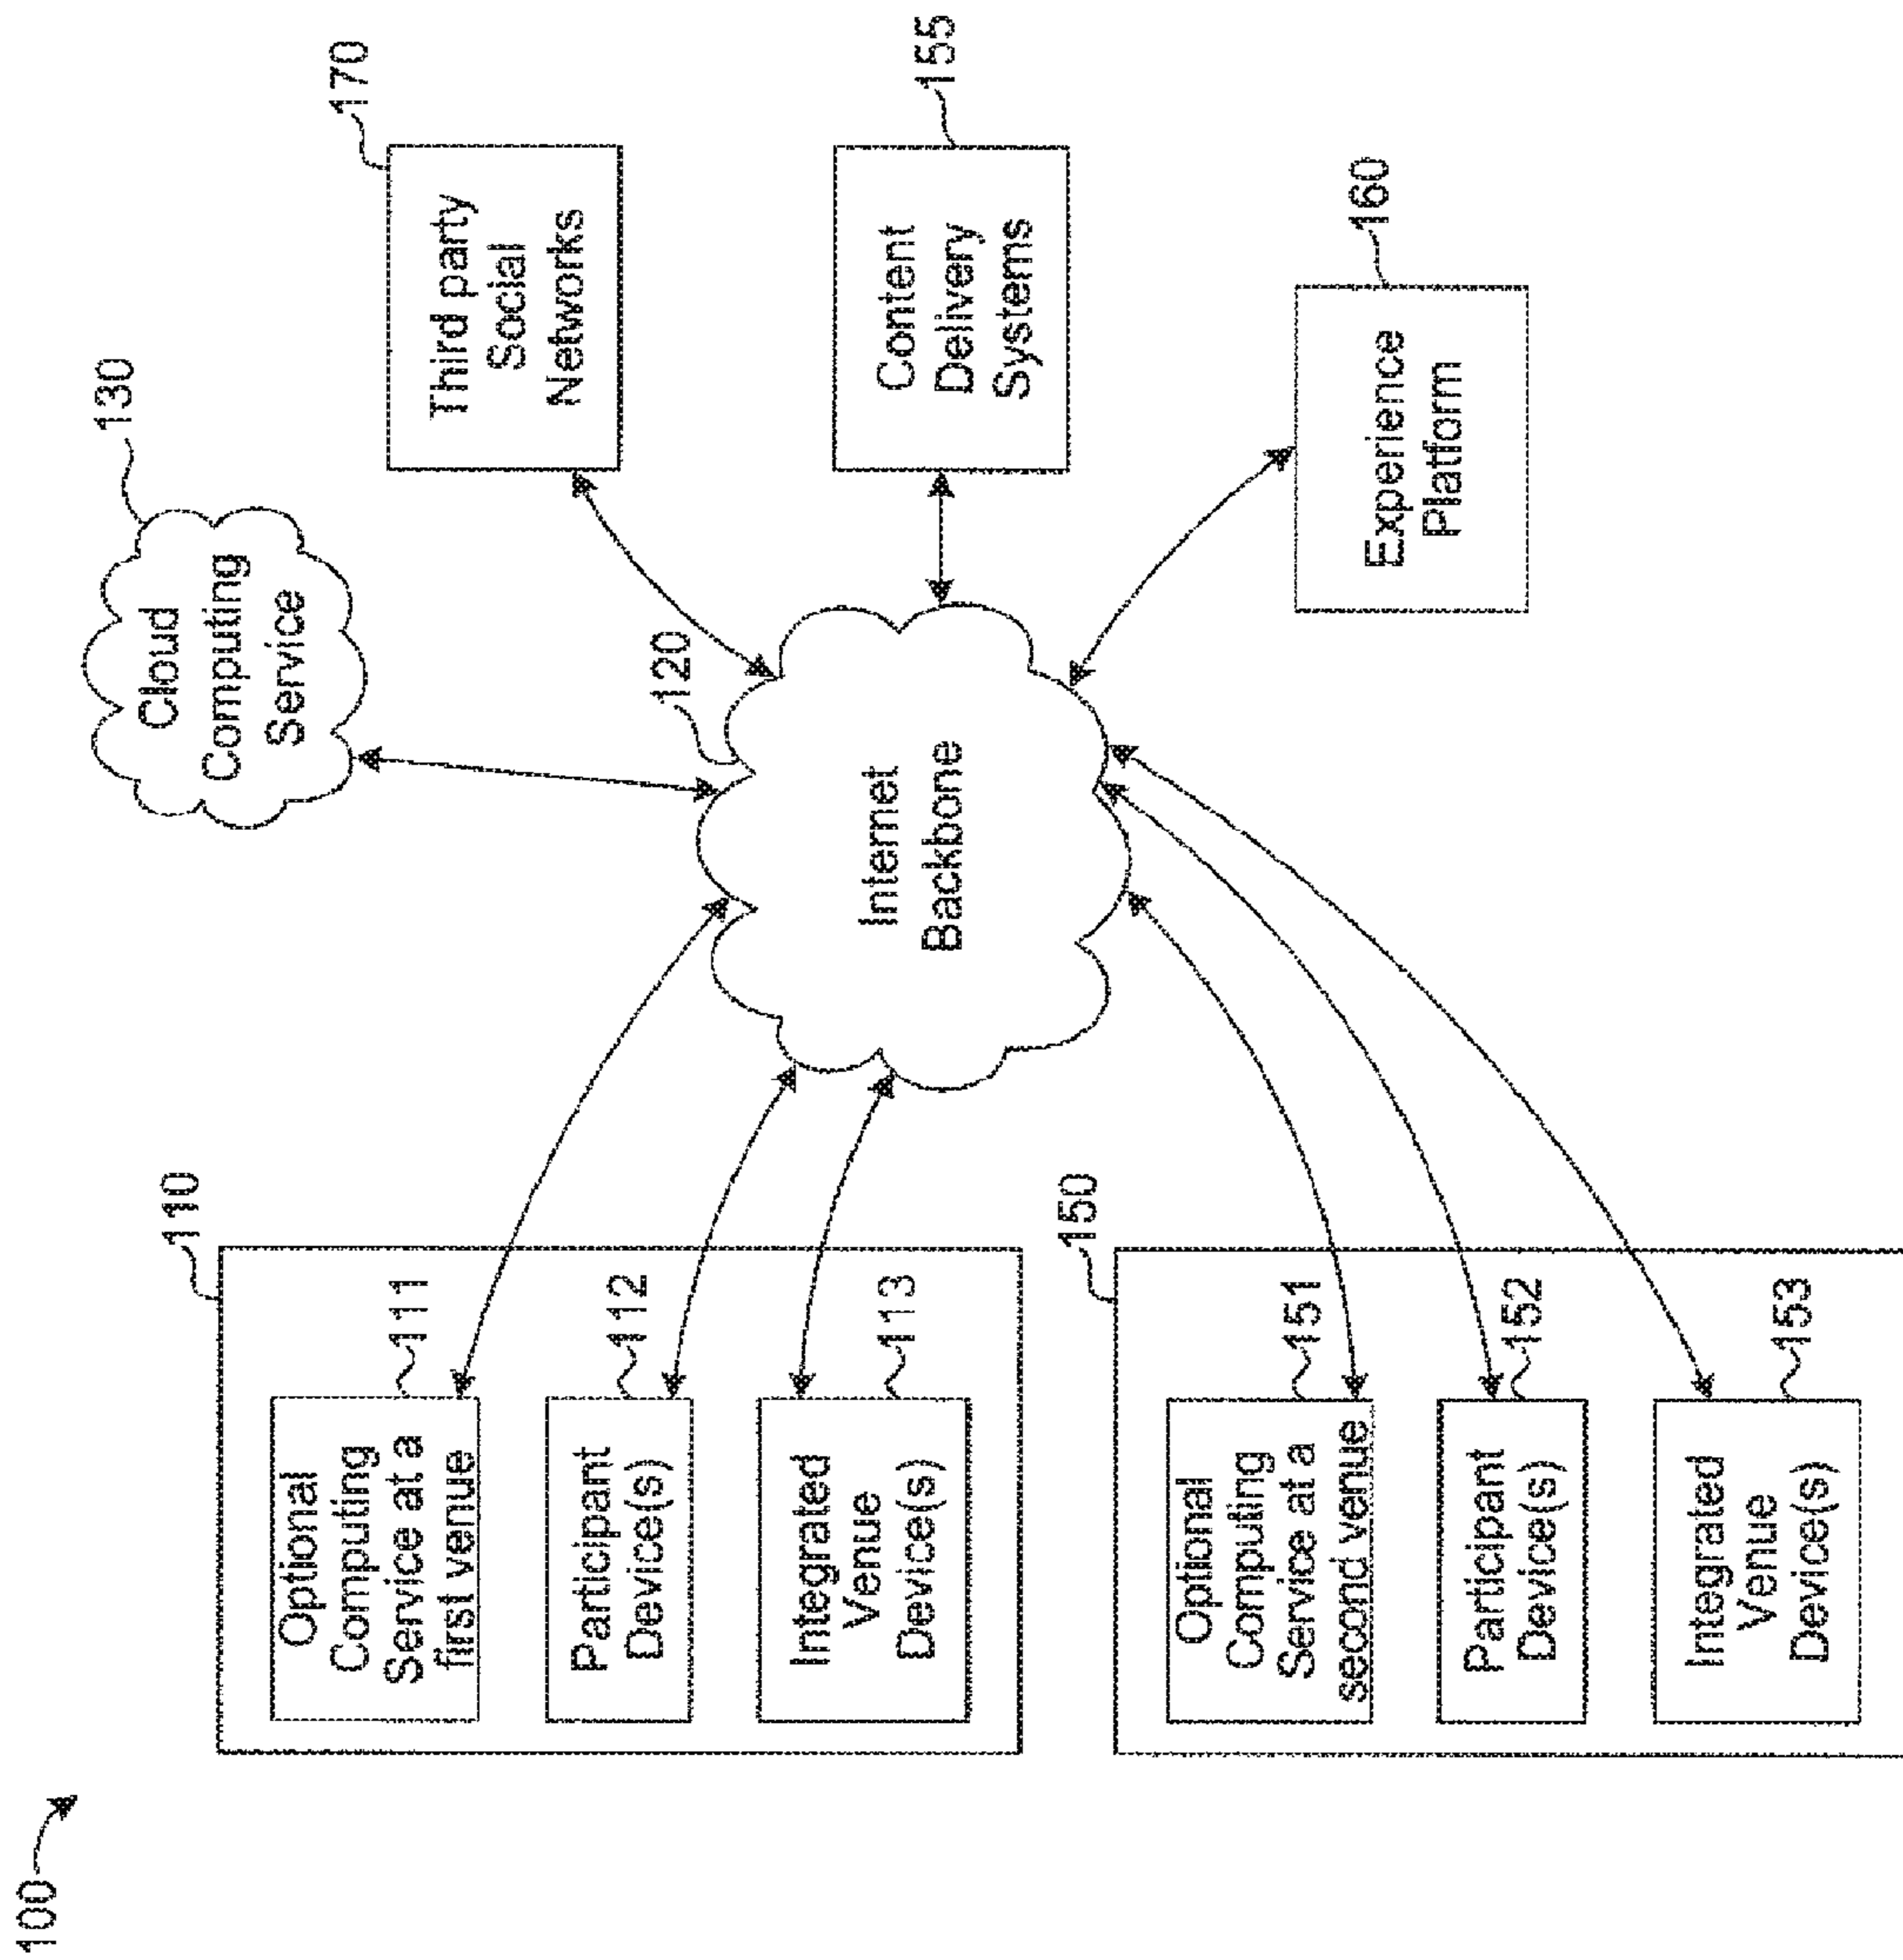 100
110
Optional
Computing
Service at a
first venue
111
Participant
Device(s)
112
Integrated
Venue
Device(s)
113
150
Optional
Computing
Service at a
second venue
151
Participant
Device(s)
152
Integrated
Venue
Device(s)
153
Internet
Backbone
120
Cloud
Computing
Service
130
Third party
Social
Networks
170
Content
Delivery
Systems
155
Experience
Platform
160